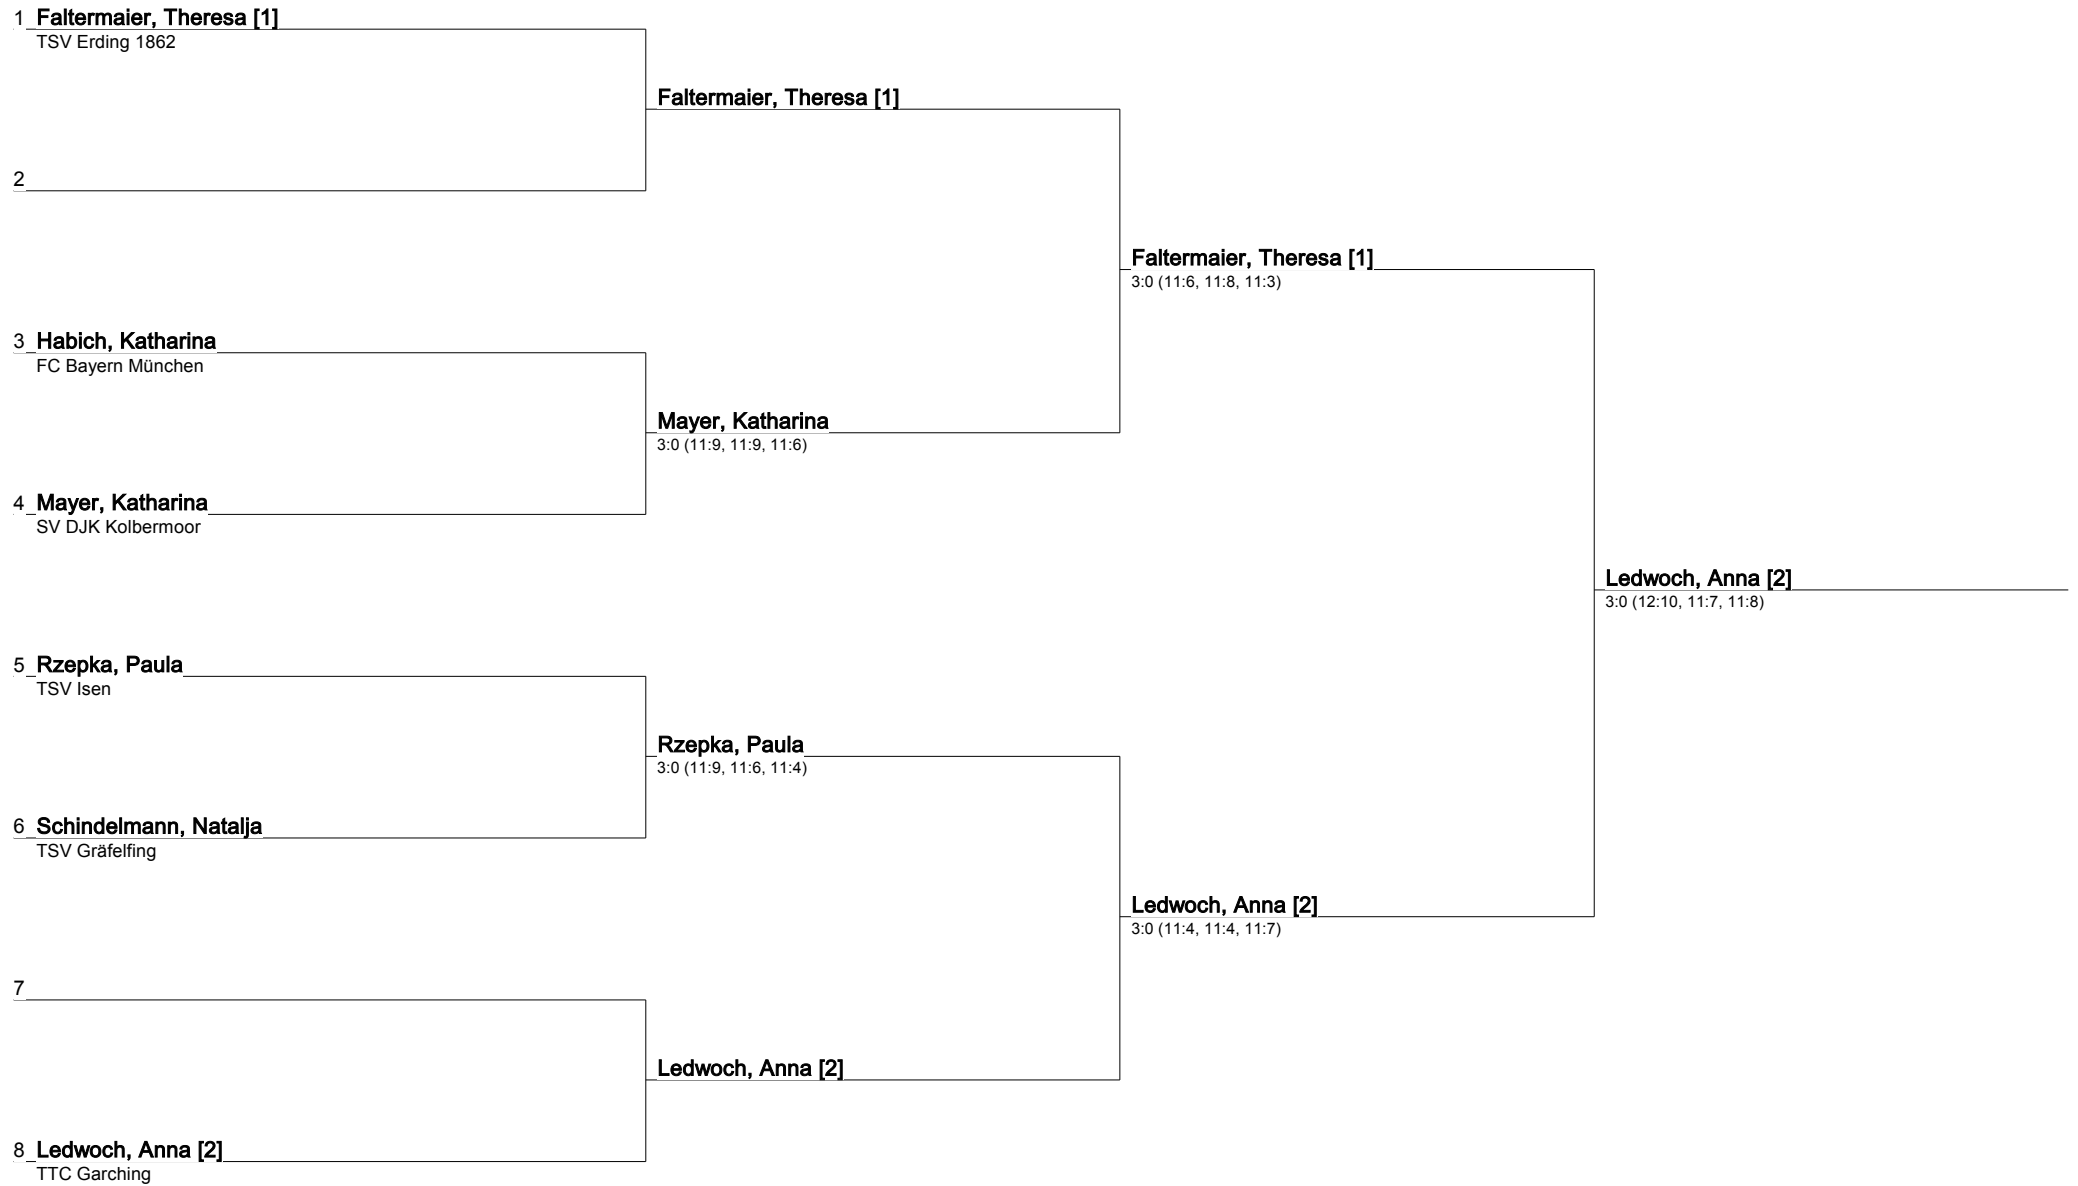 1 Faltermaier, Theresa [1]
TSV Erding 1862
Faltermaier, Theresa [1]
2
Faltermaier, Theresa [1]
3:0 (11:6, 11:8, 11:3)
3 Habich, Katharina
FC Bayern München
Mayer, Katharina
3:0 (11:9, 11:9, 11:6)
4 Mayer, Katharina
SV DJK Kolbermoor
Ledwoch, Anna [2]
3:0 (12:10, 11:7, 11:8)
5 Rzepka, Paula
TSV Isen
Rzepka, Paula
3:0 (11:9, 11:6, 11:4)
6 Schindelmann, Natalja
TSV Gräfelfing
Ledwoch, Anna [2]
3:0 (11:4, 11:4, 11:7)
7
Ledwoch, Anna [2]
8 Ledwoch, Anna [2]
TTC Garching